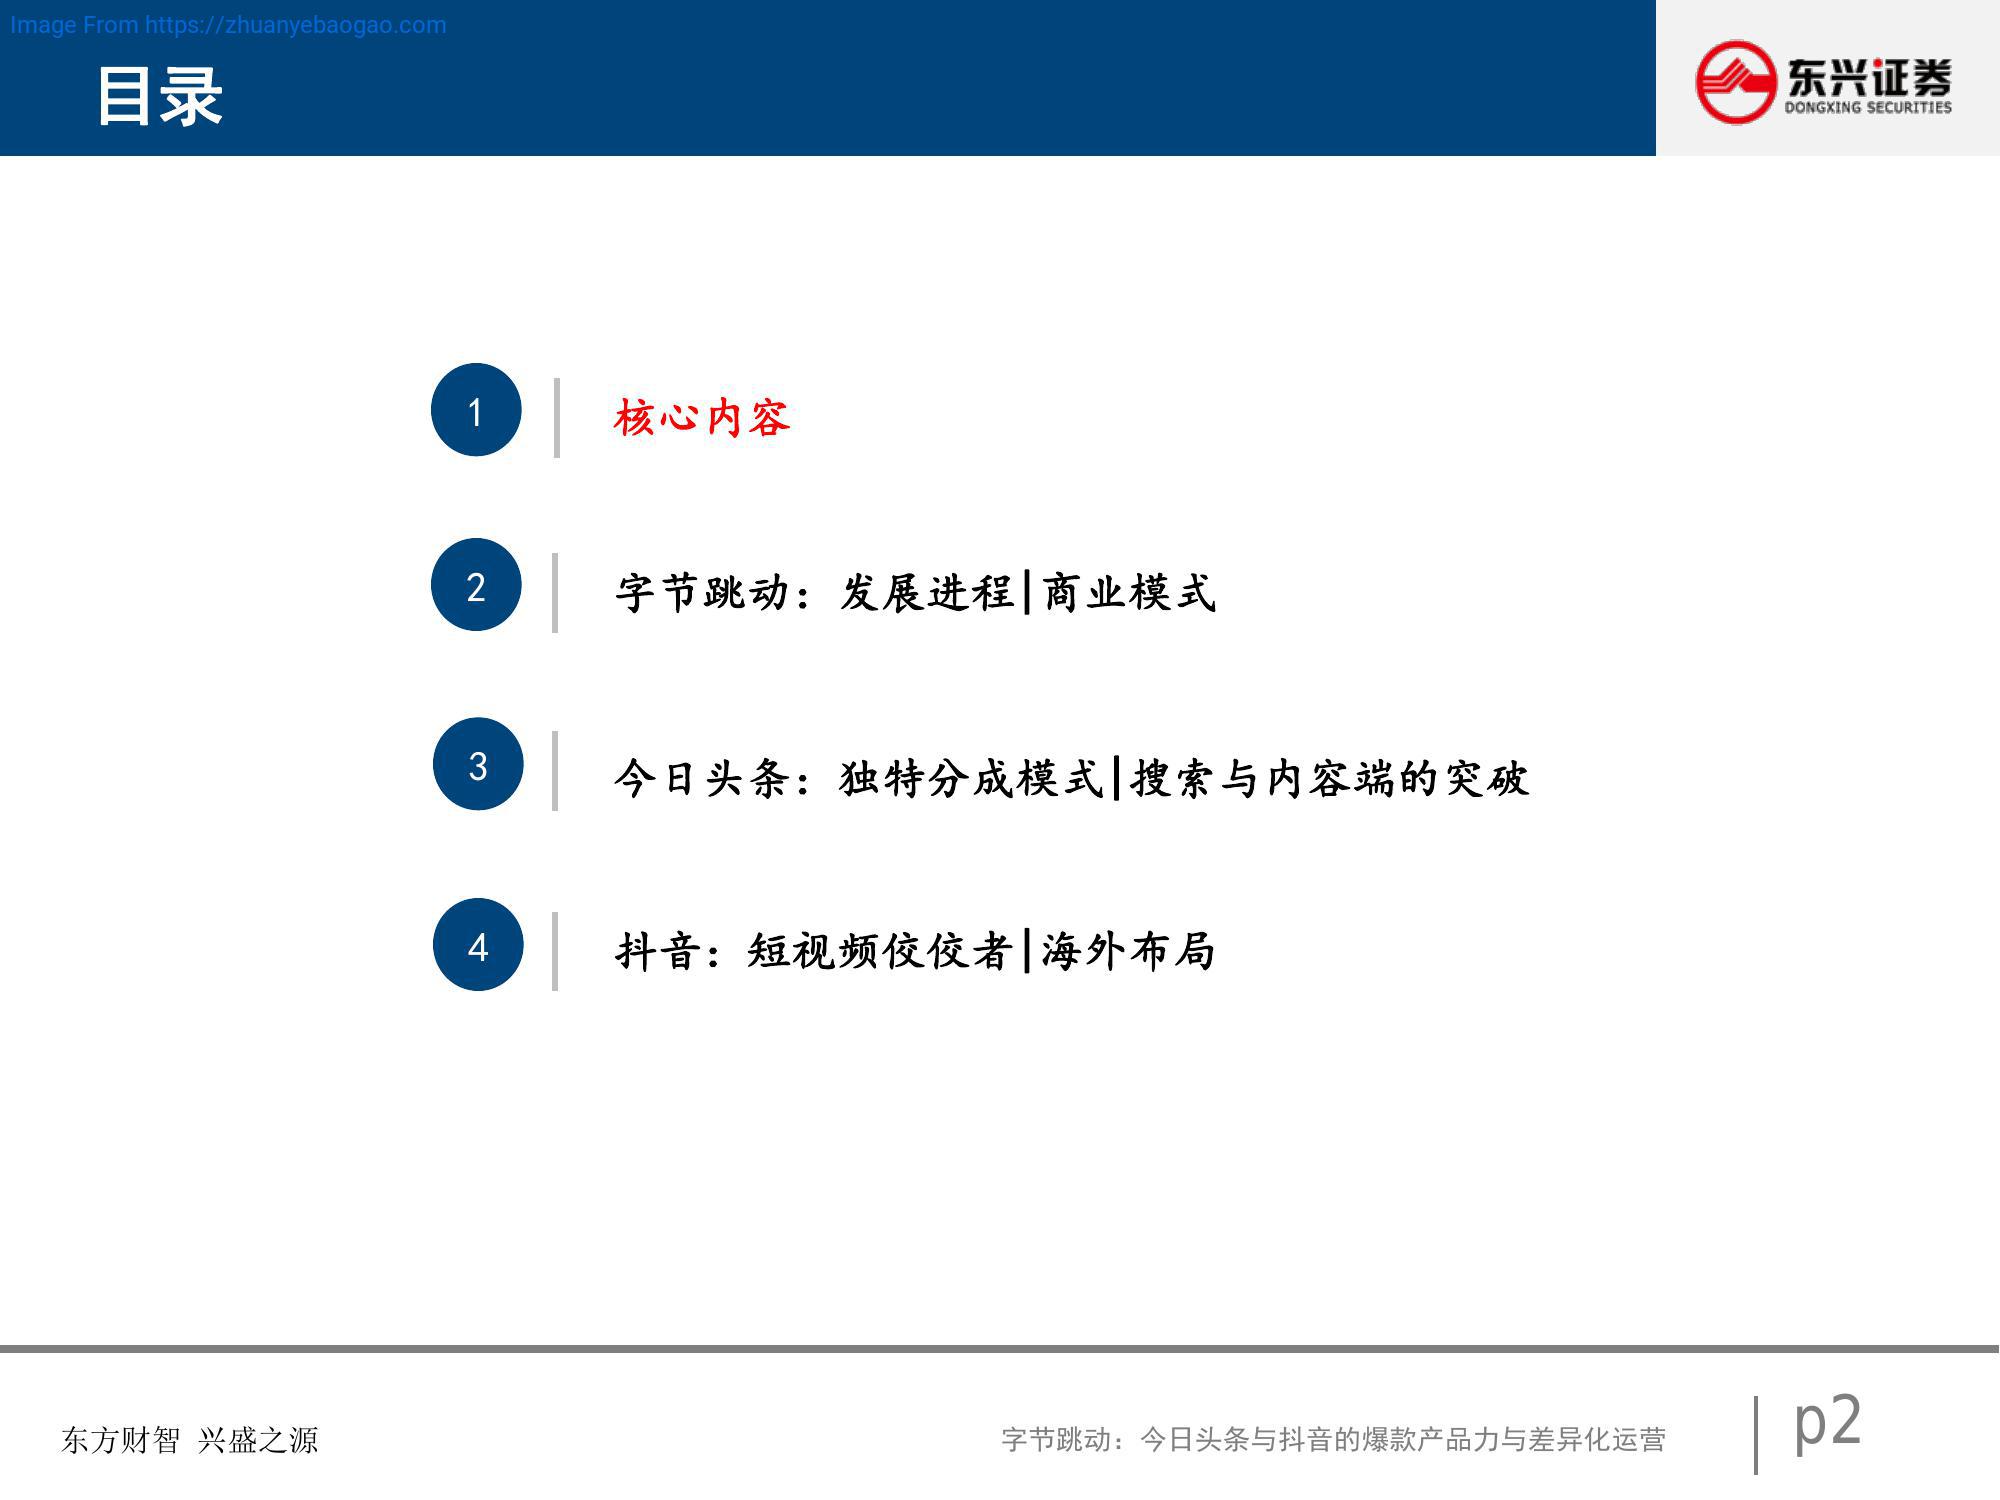 Image From https://zhuanyebaogao.com
目录
东兴证券
DONGXING SECURITIES
1
核心内容
2
字节跳动：发展进程|商业模式
3
今日头条：独特分成模式|搜索与内容端的突破
4
抖音：短视频佼佼者|海外布局
东方财智 兴盛之源
字节跳动：今日头条与抖音的爆款产品力与差异化运营
p2